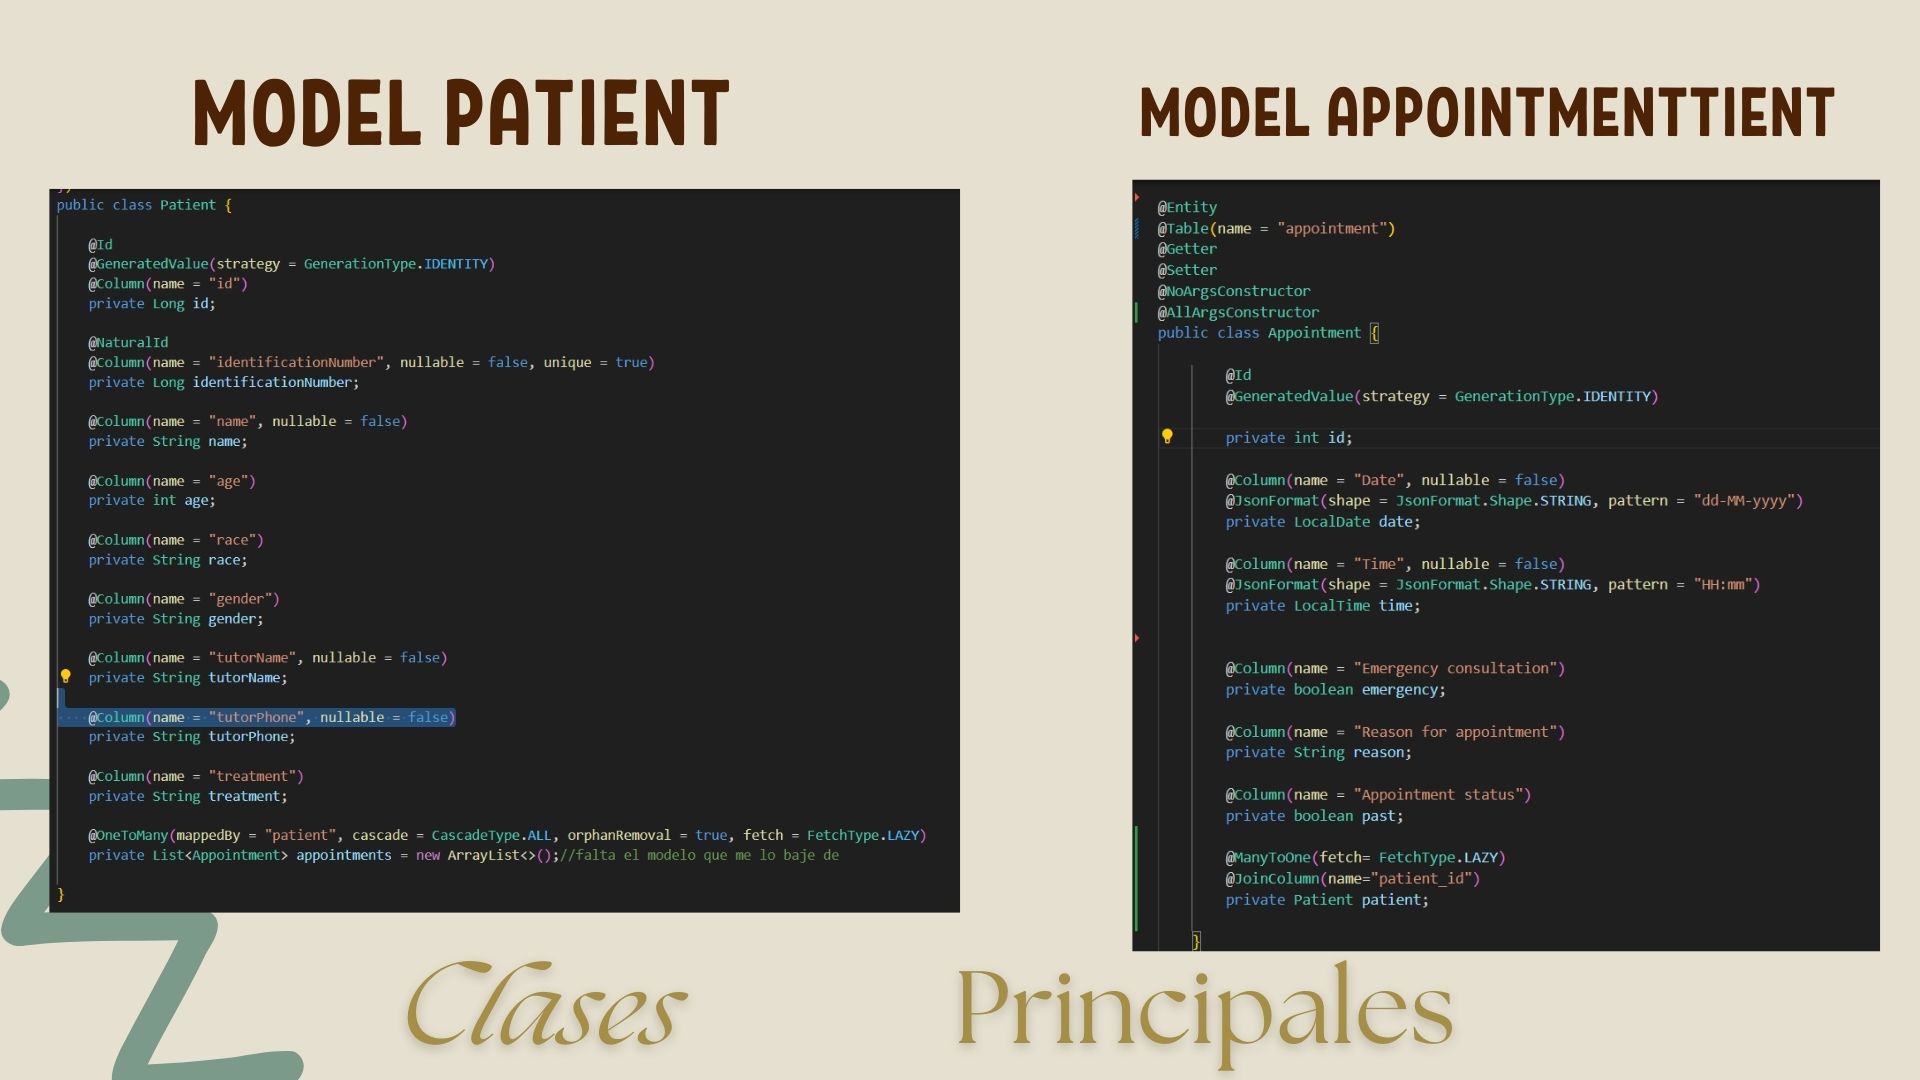 MODEL PATIENT
public class Patient {
@Id
@GeneratedValue(strategy = GenerationType.IDENTITY)
@Column(name = "id")
private Long id;
@NaturalId
@Column(name = "identificationNumber", nullable = false, unique = true)
private Long identificationNumber;
@Column(name = "name", nullable = false)
private String name;
@Column(name = "age")
private int age;
@Column(name = "race")
private String race;
@Column(name = "gender")
private String gender;
@Column(name = "tutorName", nullable = false)
private String tutorName;
@Column(name = "tutorPhone", nullable = false)
private String tutorPhone;
@Column(name = "treatment")
private String treatment;
@OneToMany(mappedBy = "patient", cascade = CascadeType.ALL, orphanRemoval = true, fetch = FetchType.LAZY)
private List<Appointment> appointments = new ArrayList<>();//falta el modelo que me lo baje de
}
MODEL APPOINTMENTTIENT
@Entity
@Table(name = "appointment")
@Getter
@Setter
@NoArgsConstructor
@AllArgsConstructor
public class Appointment {
@Id
@GeneratedValue(strategy = GenerationType.IDENTITY)
private int id;
@Column(name = "Date", nullable = false)
@JsonFormat(shape = JsonFormat.Shape.STRING, pattern = "dd-MM-yyyy")
private LocalDate date;
@Column(name = "Time", nullable = false)
@JsonFormat(shape = JsonFormat.Shape.STRING, pattern = "HH:mm")
private LocalTime time;
@Column(name = "Emergency consultation")
private boolean emergency;
@Column(name = "Reason for appointment")
private String reason;
@Column(name = "Appointment status")
private boolean past;
@ManyToOne(fetch= FetchType.LAZY)
@JoinColumn(name="patient_id")
private Patient patient;
}
Clases Principales